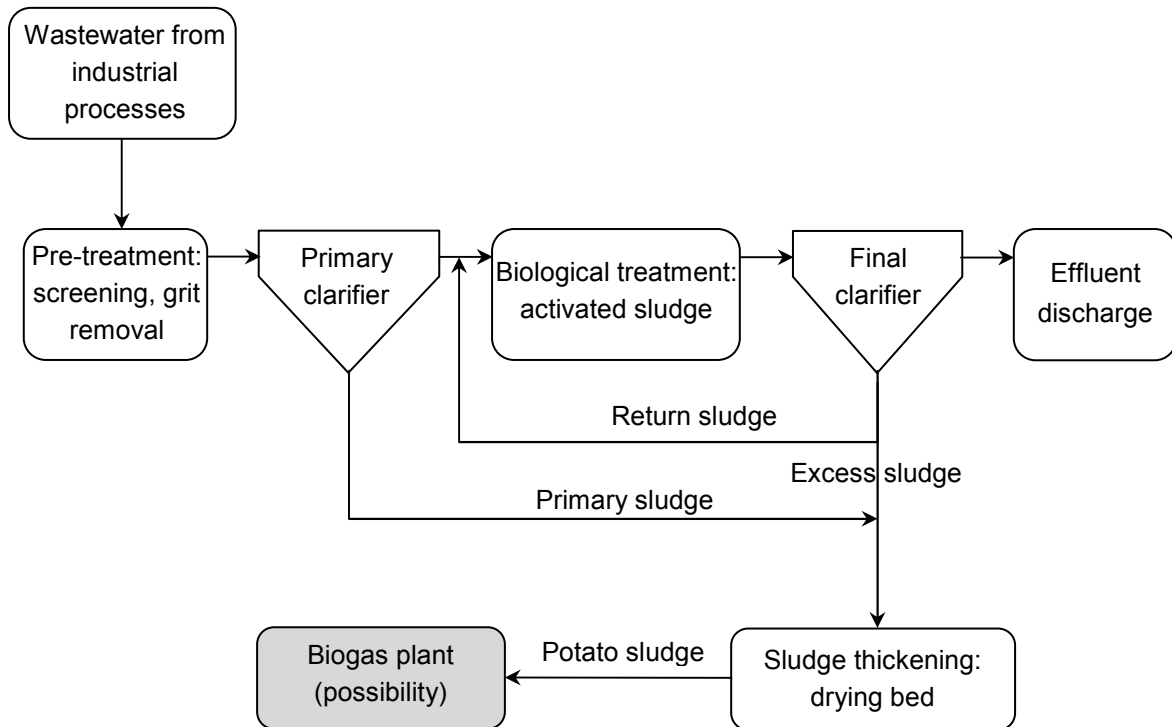 Wastewater from
industrial
processes
Pre-treatment:
screening, grit
removal
Primary
clarifier
Biological treatment:
activated sludge
Final
clarifier
Effluent
discharge
Return sludge
Excess sludge
Primary sludge
Biogas plant
(possibility)
Potato sludge
Sludge thickening:
drying bed